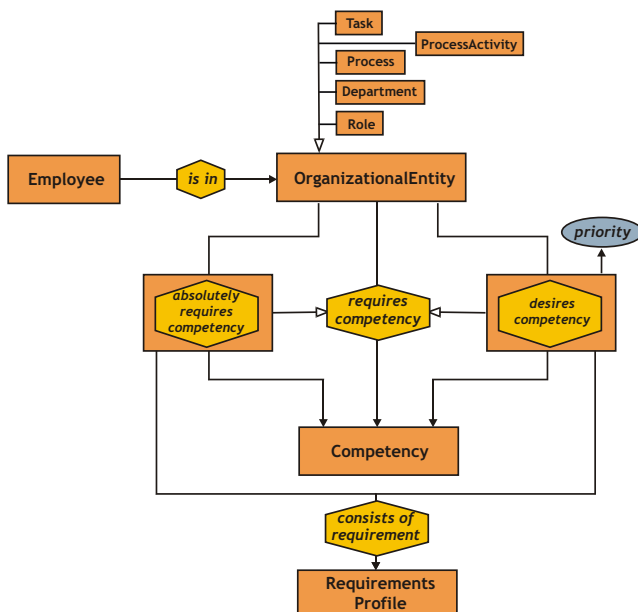 Task
ProcessActivity
Process
Department
Role
Employee
is in
OrganizationalEntity
priority
absolutely
requires
competency
requires
competency
desires
competency
Competency
consists of
requirement
Requirements
Profile